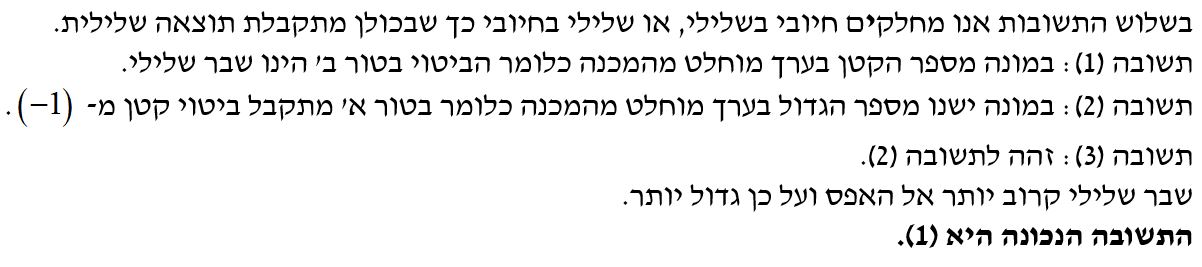 בשלוש התשובות אנו מחלקים חיובי בשלילי, או שלילי בחיובי כך שבכולן מתקבלת תוצאה שלילית.
תשובה (1): במונה מספר הקטן בערך מוחלט מהמכנה כלומר הביטוי בטור ב' הינו שבר שלילי.
תשובה (2): במונה ישנו מספר הגדול בערך מוחלט מהמכנה כלומר בטור א' מתקבל ביטוי קטן מ- (−1).
תשובה (3): זהה לתשובה (2).
שבר שלילי קרוב יותר אל האפס ועל כן גדול יותר.
התשובה הנכונה היא (1).